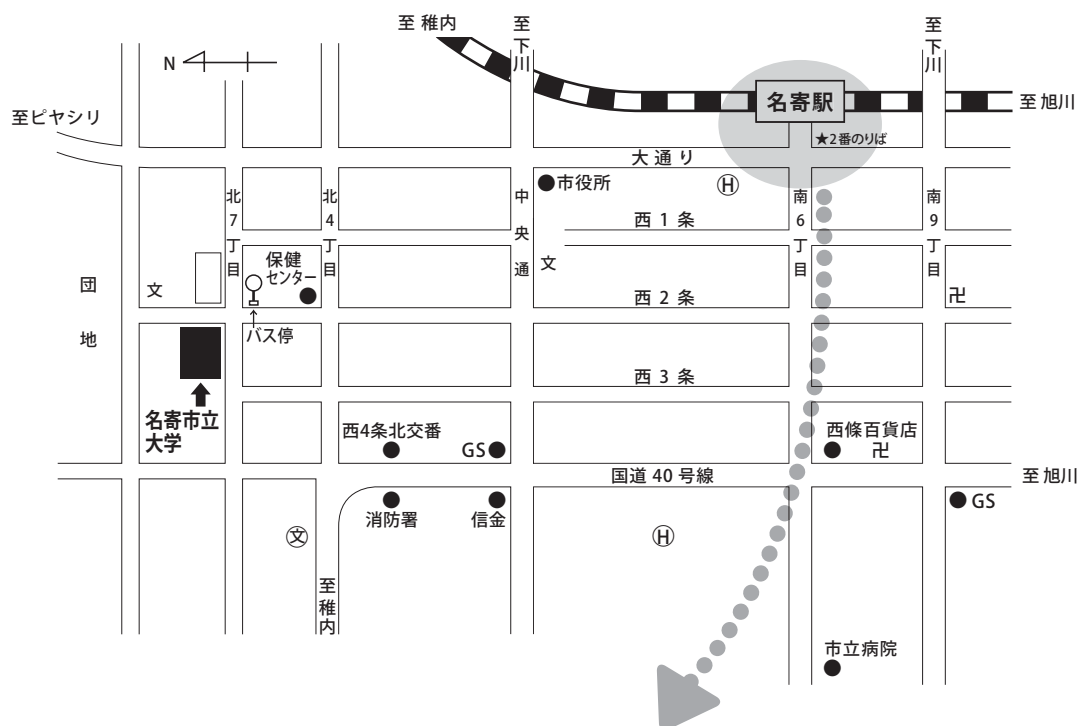 至 稚内
至下川
至下川
N
至ピヤシリ
名寄駅
至 旭川
★2番のりば
大 通 り
市役所
H
北7丁目
北4丁目
中央通
南6丁目
南9丁目
西 1 条
保健
センター
文
文
団地
西 2 条
卍
バス停
西 3 条
名寄市立
大学
西4条北交番
GS
西條百貨店
卍
国道 40 号線
至 旭川
消防署
信金
GS
文
H
至稚内
市立病院